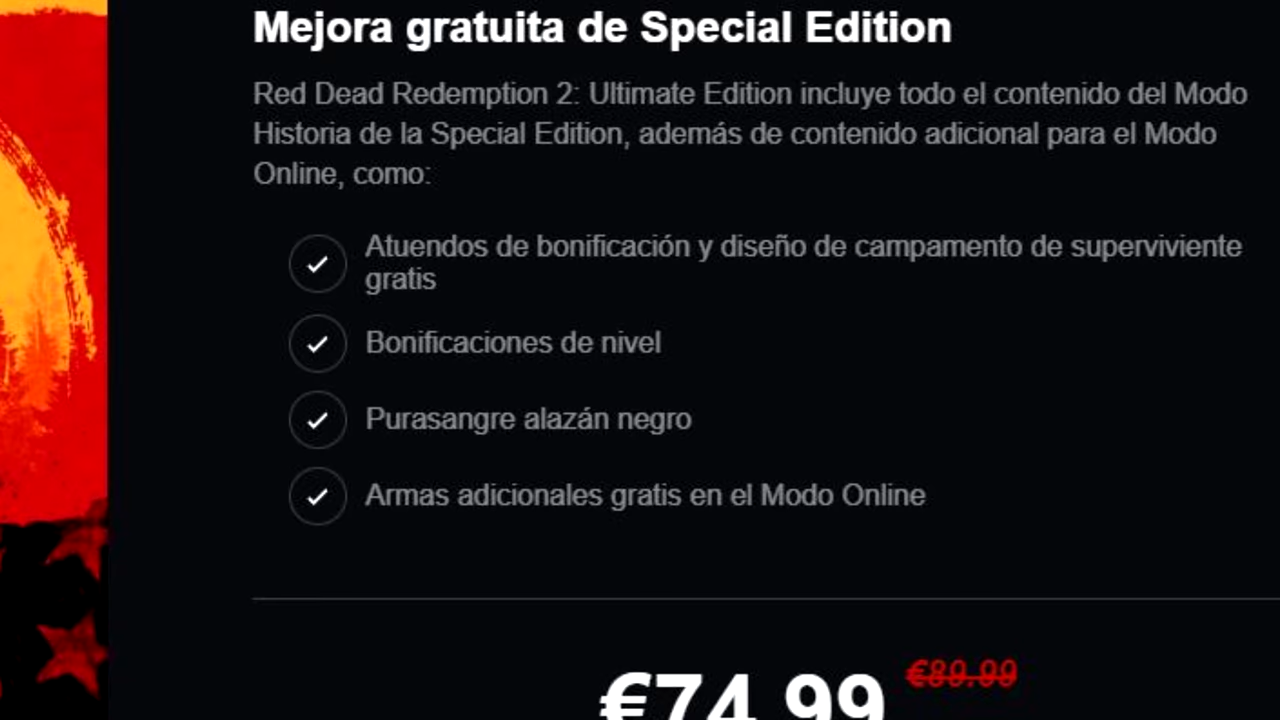 Mejora gratuita de Special Edition
Red Dead Redemption 2: Ultimate Edition incluye todo el contenido del Modo
Historia de la Special Edition, además de contenido adicional para el Modo
Online, como:
Atuendos de bonificación y diseño de campamento de superviviente
gratis
Bonificaciones de nivel
Purasangre alazán negro
Armas adicionales gratis en el Modo Online
€74.99 €89.99